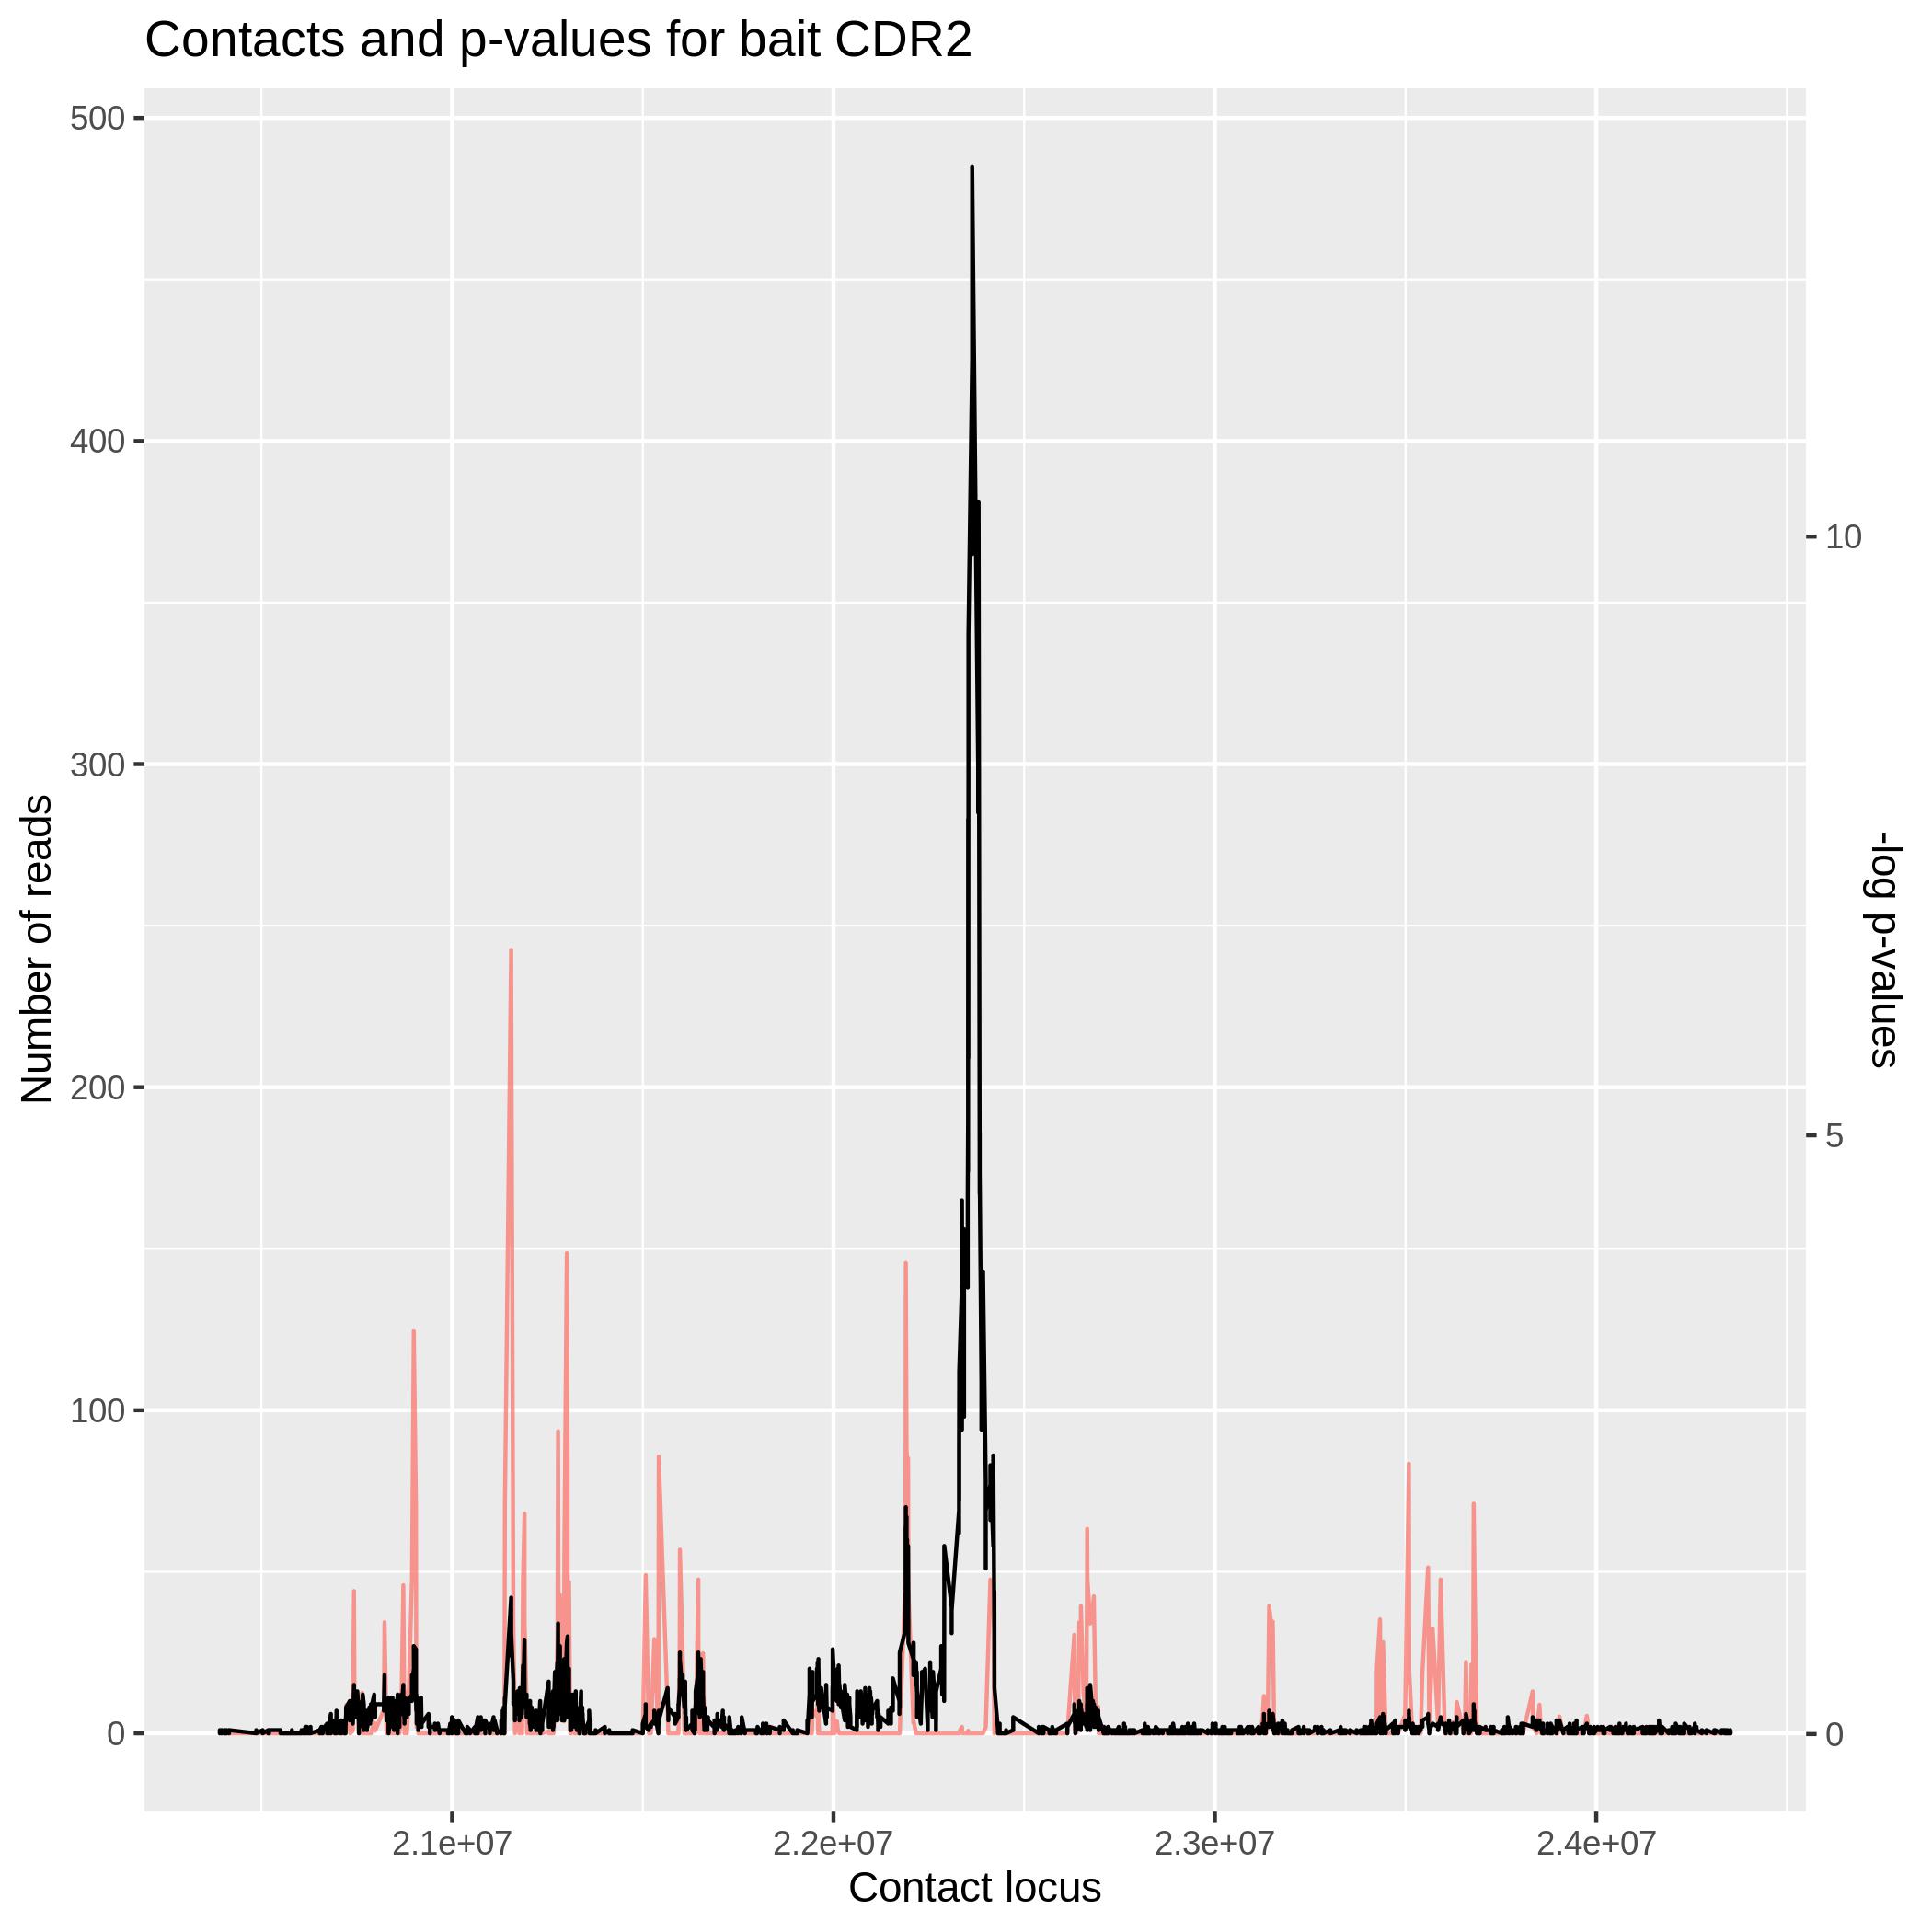 Contacts and p-values for bait CDR2
500
400
300
200
100
0
Number of reads
10
5
0
-log p-values
2.1e+07
2.2e+07
2.3e+07
2.4e+07
Contact locus